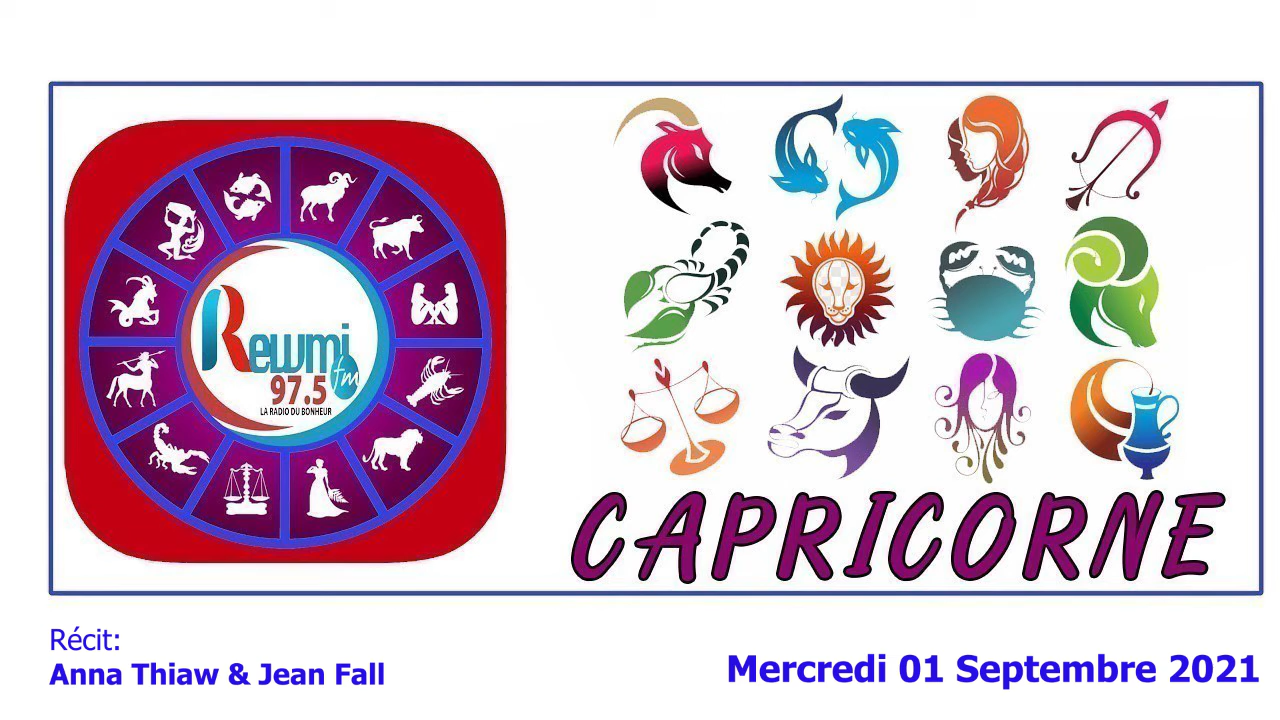 Rewmi
fm
97.5
LA RADIO DU BONHEUR
CAPRICORNE
Récit:
Anna Thiaw & Jean Fall
Mercredi 01 Septembre 2021